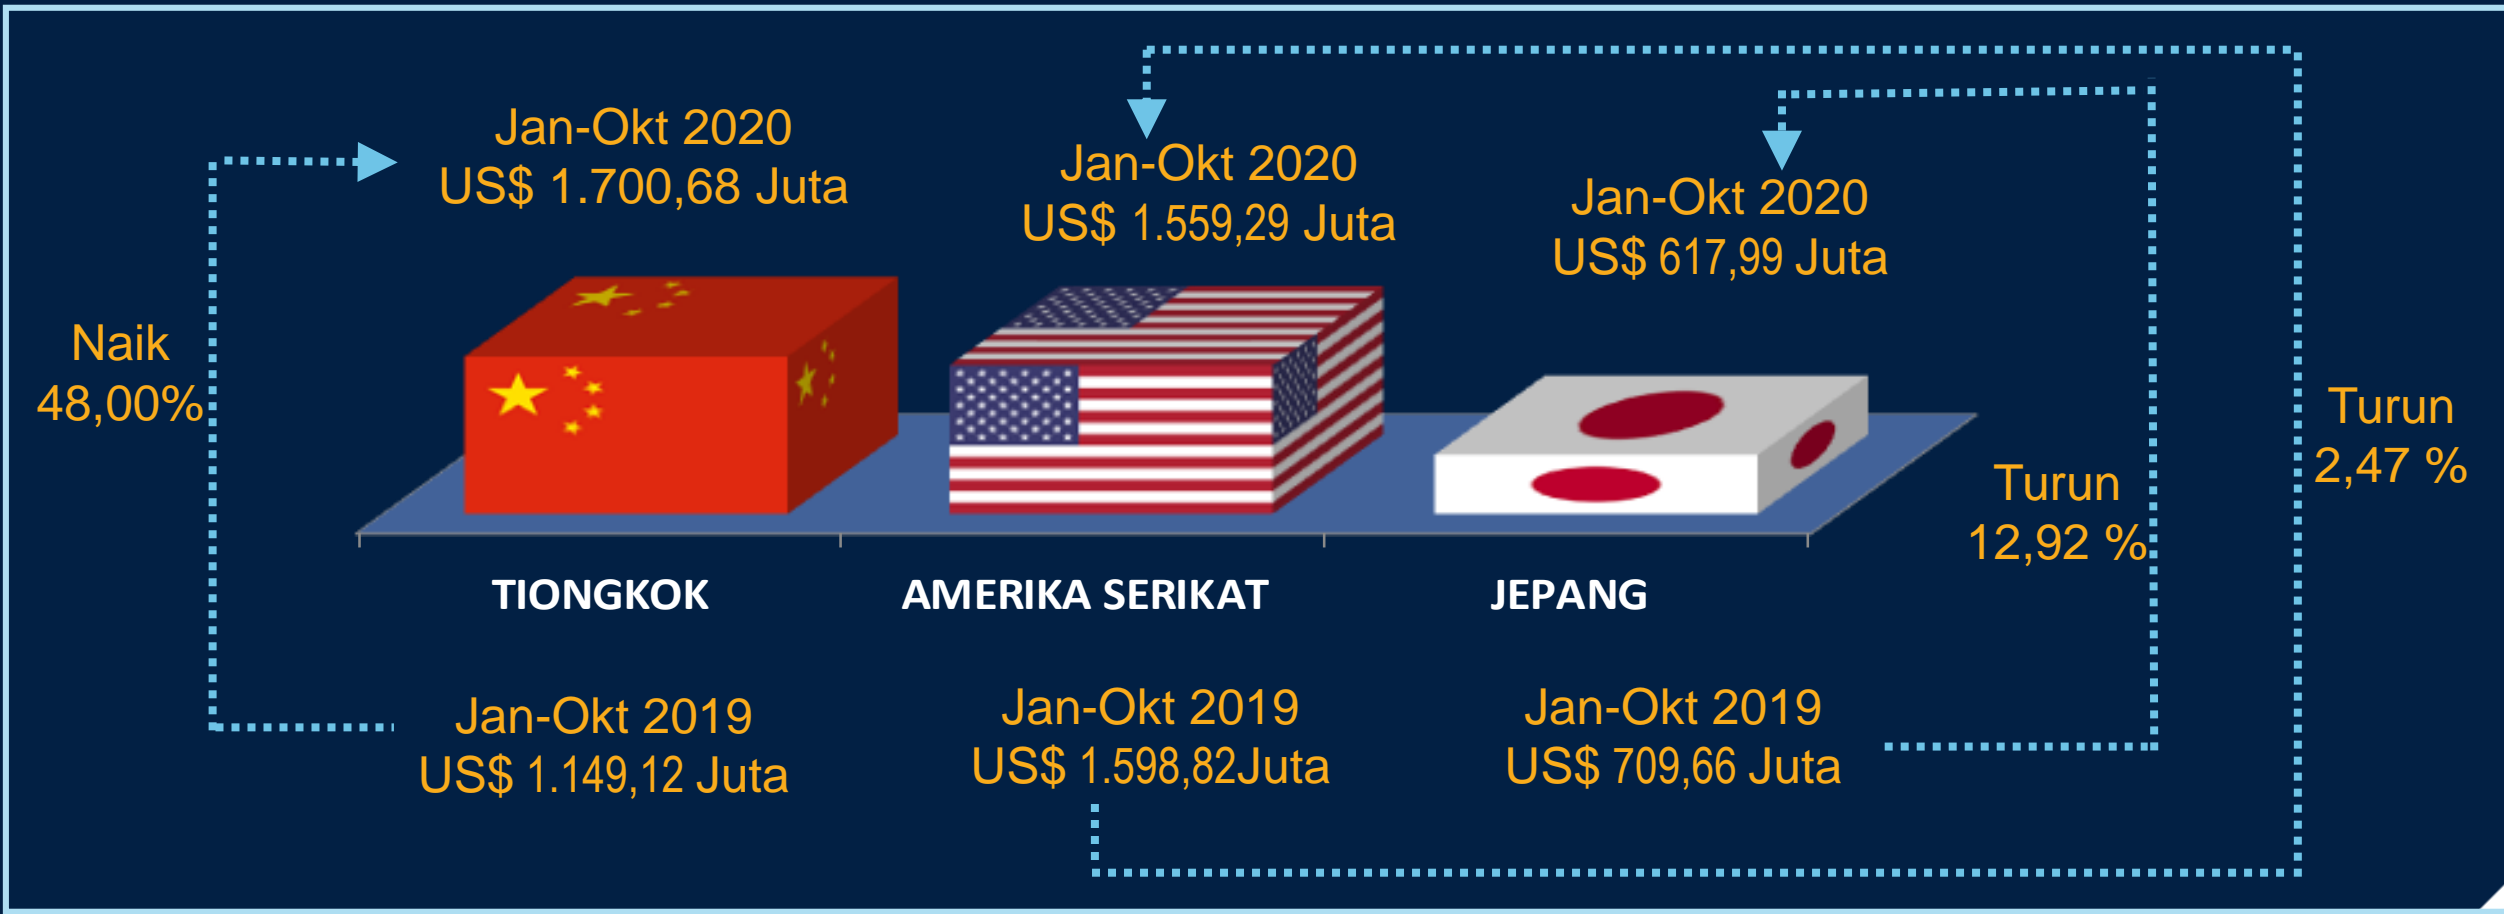 Jan-Okt 2020
US$ 1.700,68 Juta
Jan-Okt 2020
US$ 1.559,29 Juta
Jan-Okt 2020
US$ 617,99 Juta
Naik
48,00%
Turun
2,47 %
Turun
12,92 %
TIONGKOK
AMERIKA SERIKAT
JEPANG
Jan-Okt 2019
US$ 1.149,12 Juta
Jan-Okt 2019
US$ 1.598,82Juta
Jan-Okt 2019
US$ 709,66 Juta